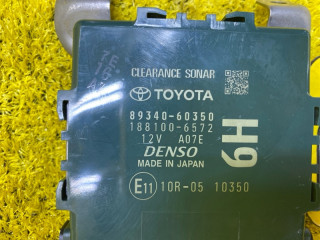 CLEARANCE SONAR
TOYOTA
89340-60350
188100-6572
12V A07E
DENSO
MADE IN JAPAN
E11 10R-05 10350
H9